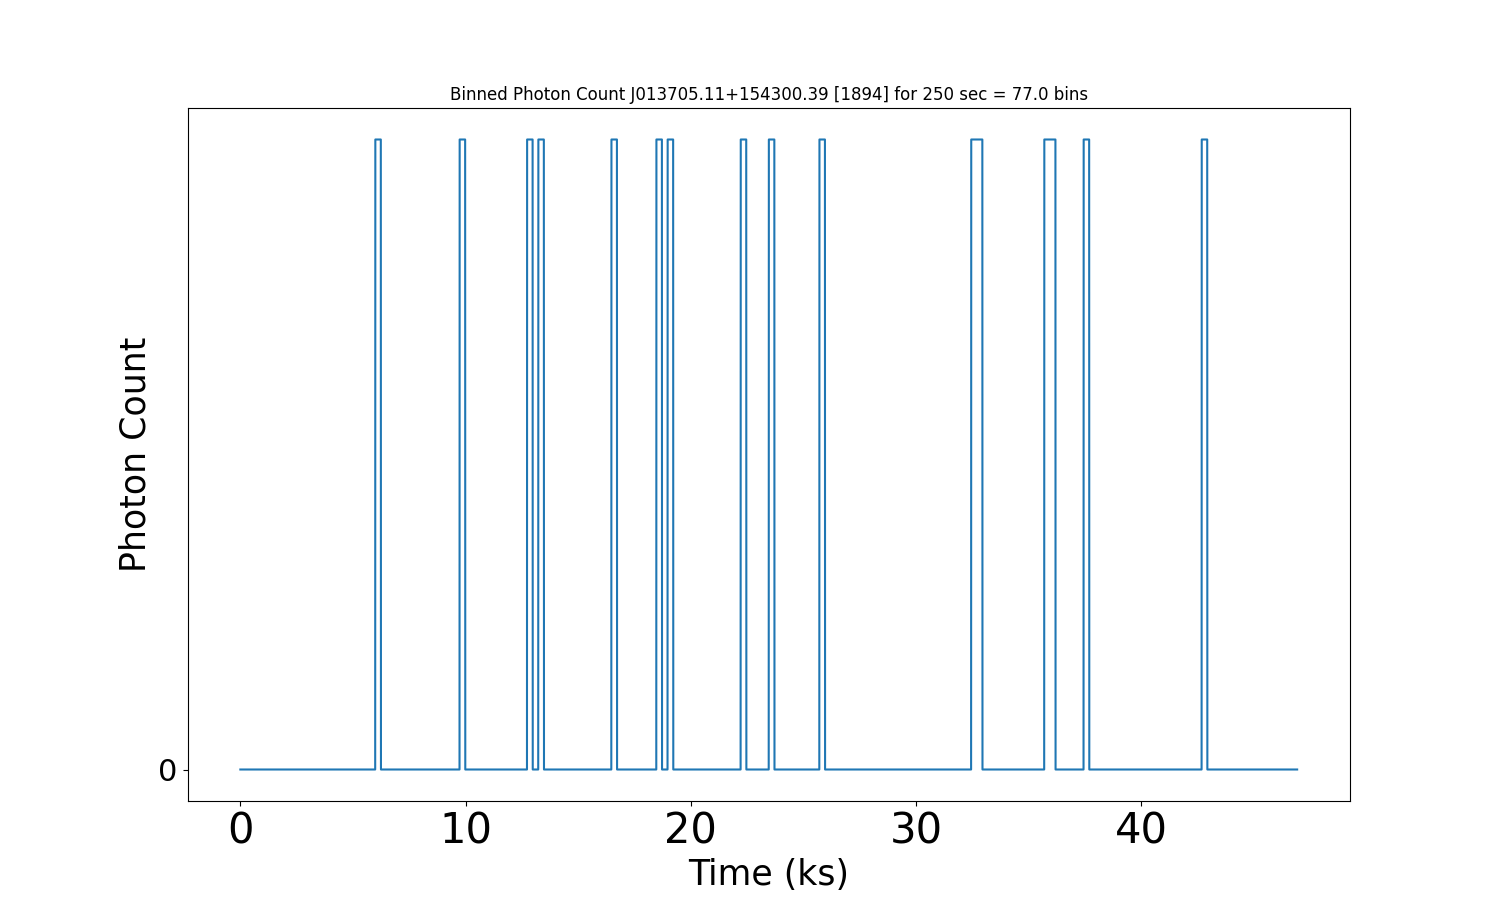 Binned Photon Count J013705.11+154300.39 [1894] for 250 sec = 77.0 bins
Photon Count
0
0 10 20 30 40
Time (ks)